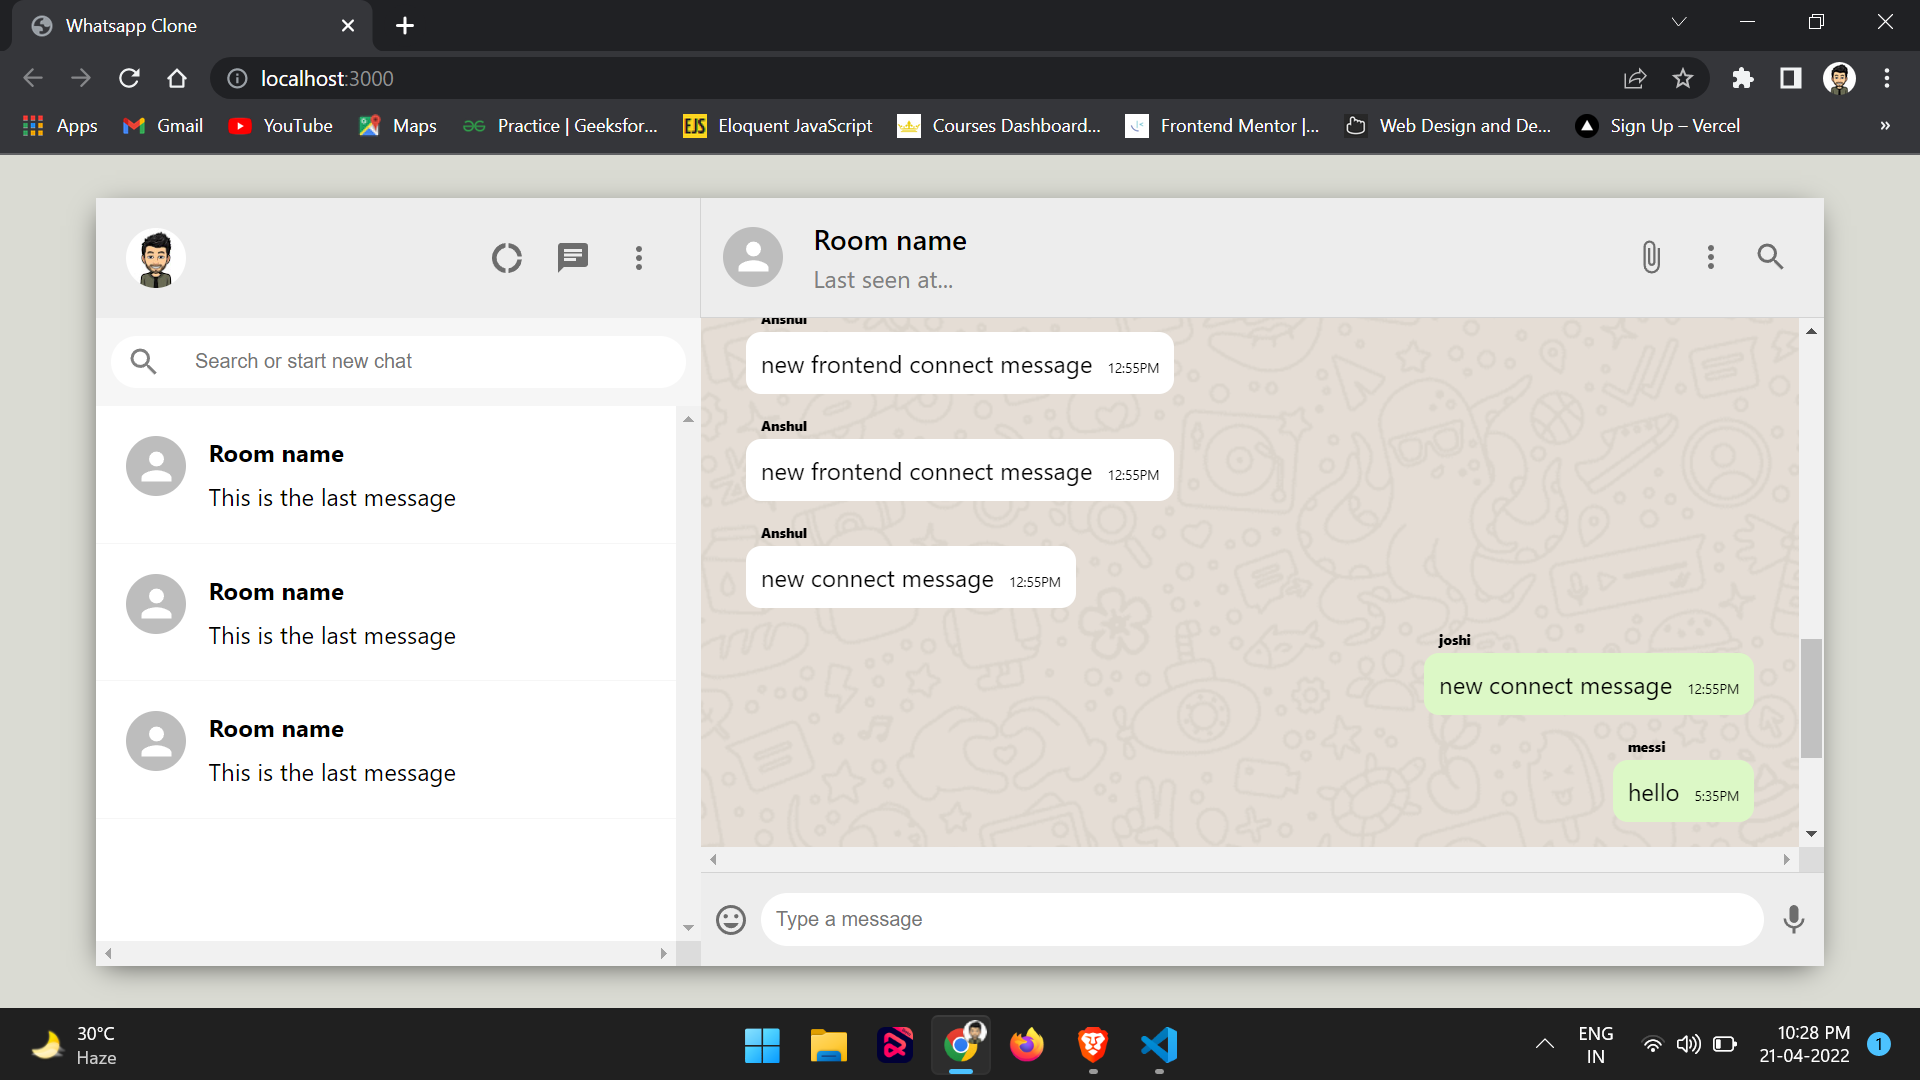 Whatsapp Clone
localhost:3000
Apps
Gmail
YouTube
Maps
Practice | Geeksfor...
EJS
Eloquent JavaScript
Courses Dashboard...
Frontend Mentor |...
Web Design and De...
Sign Up – Vercel
»
Room name
Last seen at...
Search or start new chat
Room name
This is the last message
Room name
This is the last message
Room name
This is the last message
Anshul
new frontend connect message 12:55PM
Anshul
new frontend connect message 12:55PM
Anshul
new connect message 12:55PM
joshi
new connect message 12:55PM
messi
hello 5:35PM
Type a message
30°C
Haze
ENG
IN
10:28 PM
21-04-2022
1